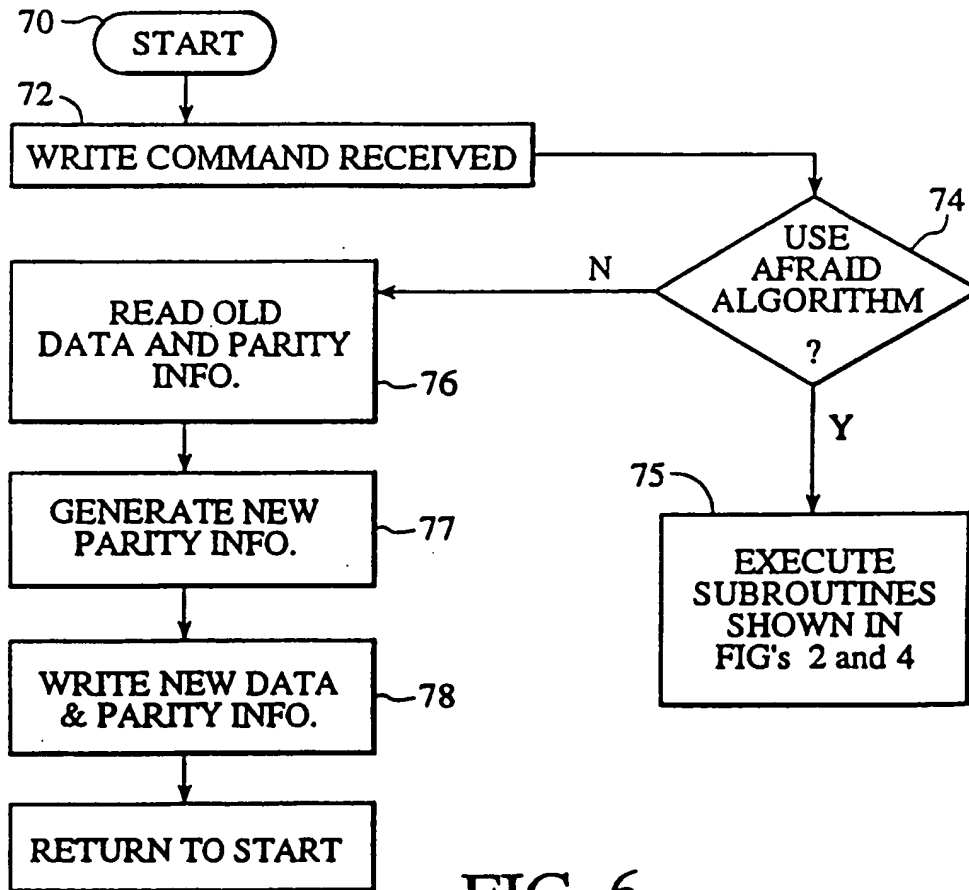 70
START
72
WRITE COMMAND RECEIVED
74
USE
AFRAID
ALGORITHM
?
N
Y
READ OLD
DATA AND PARITY
INFO.
76
75
EXECUTE
SUBROUTINES
SHOWN IN
FIG's 2 and 4
GENERATE NEW
PARITY INFO.
77
WRITE NEW DATA
& PARITY INFO.
78
RETURN TO START
FIG. 6